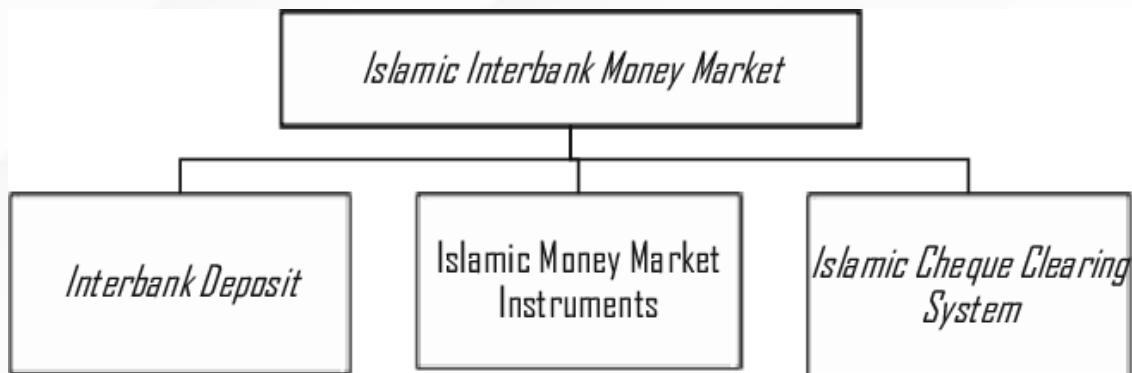 Islamic Interbank Money Market
Interbank Deposit
Islamic Money Market
Instruments
Islamic Cheque Clearing
System